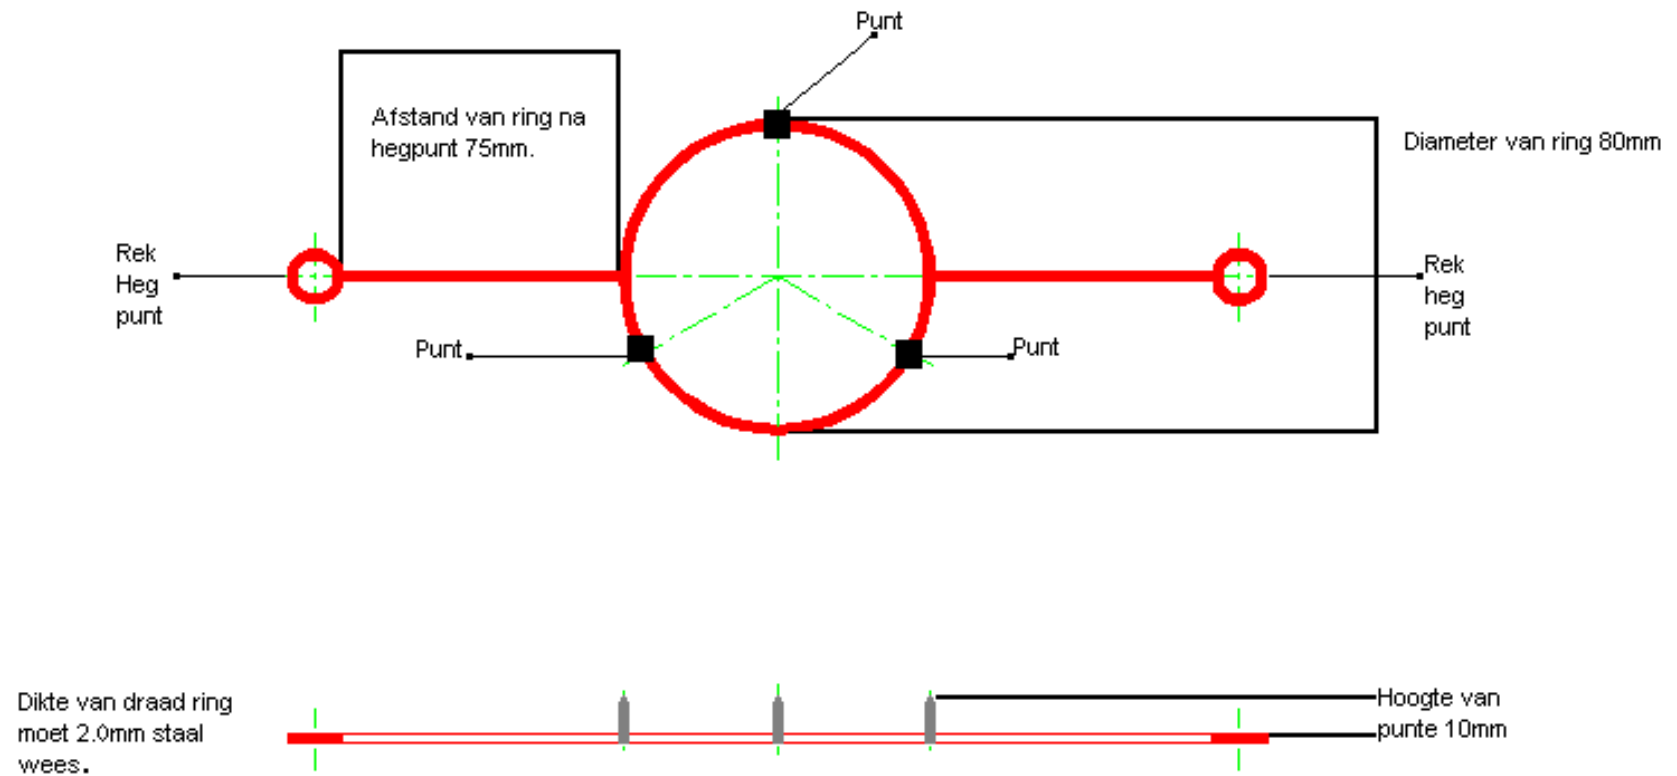 Punt
Afstand van ring na
hegpunt 75mm.
Diameter van ring 80mm
Rek
Heg
punt
Rek
heg
punt
Punt
Punt
Dikte van draad ring
moet 2.0mm staal
wees.
Hoogte van
punte 10mm